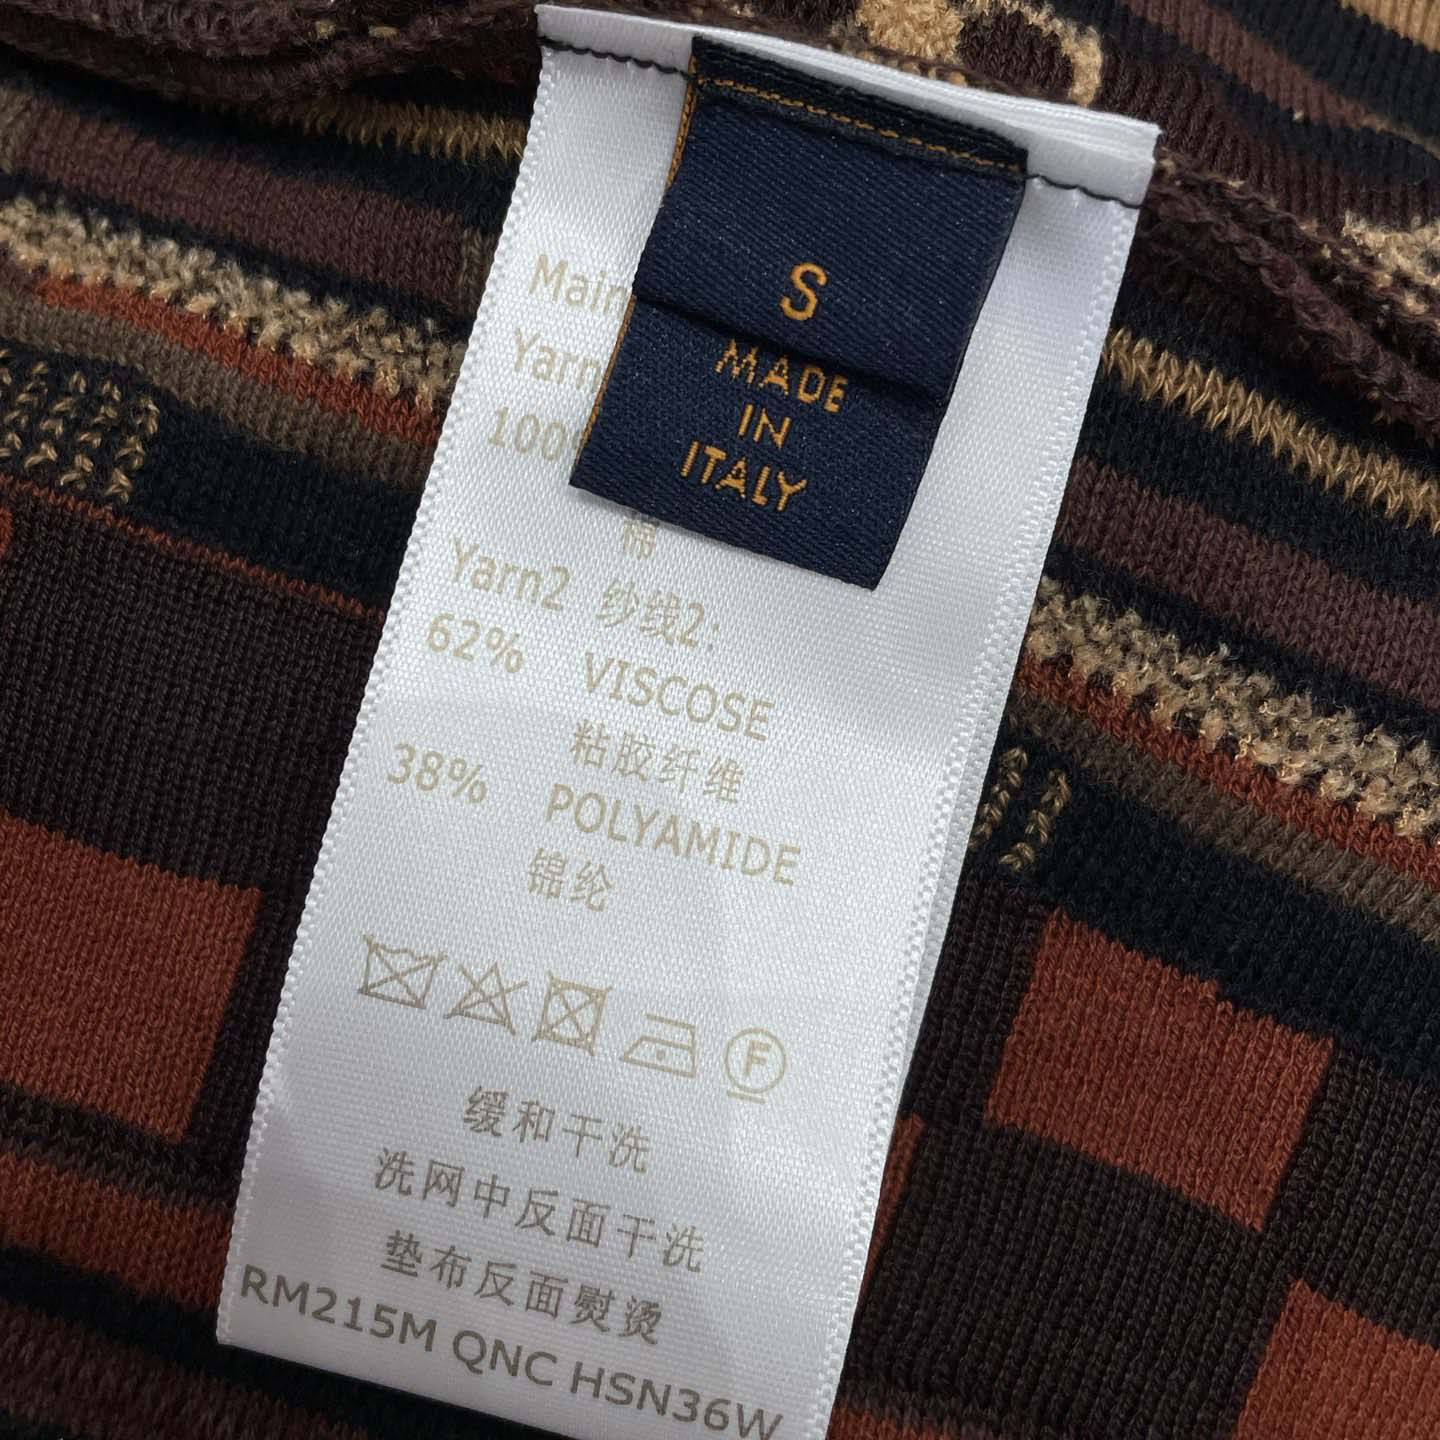 S
MADE
IN
ITALY
Main
Yarn
100
棉
Yarn2 纱线2:
62% VISCOSE
粘胶纤维
38% POLYAMIDE
锦纶
F
缓和干洗
洗网中反面干洗
垫布反面熨烫
RM215M QNC HSN36W